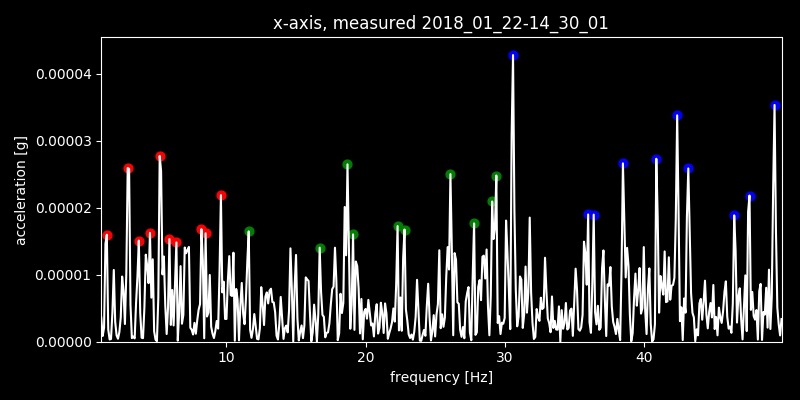 x-axis, measured 2018_01_22-14_30_01
0.00004
0.00003
0.00002
0.00001
0.00000
acceleration [g]
10 20 30 40
frequency [Hz]